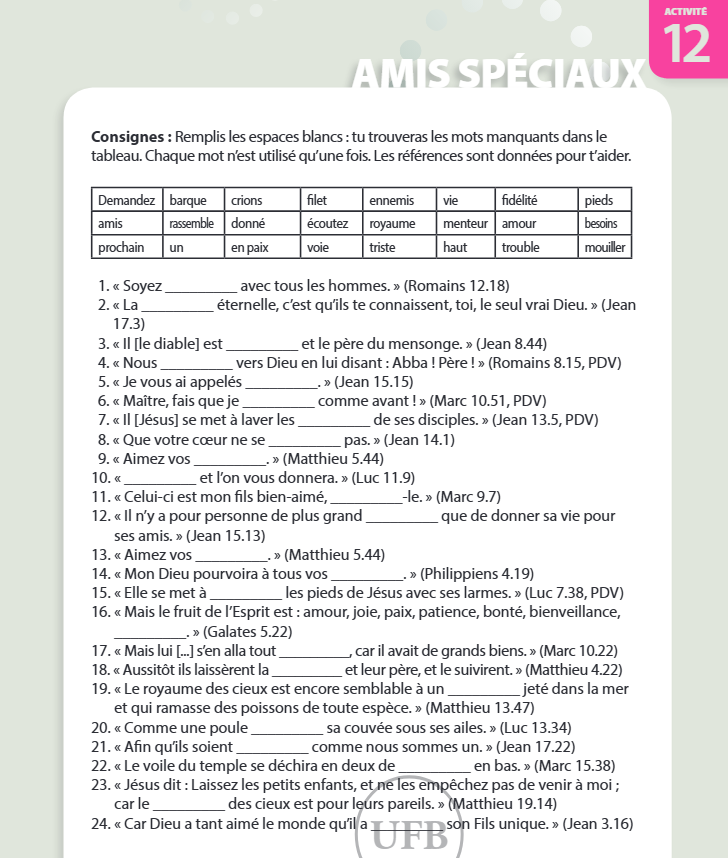 ACTIVITÉ
12
AMIS SPÉCIAUX
Consignes : Remplis les espaces blancs : tu trouveras les mots manquants dans le
tableau. Chaque mot n'est utilisé qu'une fois. Les références sont données pour t'aider.
Demandez barque crions filet ennemis vie fidélité pieds
amis rassemble donné écoutez royaume menteur amour besoins
prochain un en paix voie triste haut trouble mouiller
1. « Soyez _________ avec tous les hommes. » (Romains 12.18)
2. « La _________ éternelle, c'est qu'ils te connaissent, toi, le seul vrai Dieu. » (Jean
17.3)
3. « Il [le diable] est _________ et le père du mensonge. » (Jean 8.44)
4. « Nous _________ vers Dieu en lui disant : Abba ! Père ! » (Romains 8.15, PDV)
5. « Je vous ai appelés _________. » (Jean 15.15)
6. « Maître, fais que je _________ comme avant ! » (Marc 10.51, PDV)
7. « Il [Jésus] se met à laver les _________ de ses disciples. » (Jean 13.5, PDV)
8. « Que votre cœur ne se _________ pas. » (Jean 14.1)
9. « Aimez vos _________. » (Matthieu 5.44)
10. « _________ et l'on vous donnera. » (Luc 11.9)
11. « Celui-ci est mon fils bien-aimé, _________-le. » (Marc 9.7)
12. « Il n'y a pour personne de plus grand _________ que de donner sa vie pour
ses amis. » (Jean 15.13)
13. « Aimez vos _________. » (Matthieu 5.44)
14. « Mon Dieu pourvoira à tous vos _________. » (Philippiens 4.19)
15. « Elle se met à _________ les pieds de Jésus avec ses larmes. » (Luc 7.38, PDV)
16. « Mais le fruit de l'Esprit est : amour, joie, paix, patience, bonté, bienveillance,
_________. » (Galates 5.22)
17. « Mais lui [...] s'en alla tout _________, car il avait de grands biens. » (Marc 10.22)
18. « Aussitôt ils laissèrent la _________ et leur père, et le suivirent. » (Matthieu 4.22)
19. « Le royaume des cieux est encore semblable à un _________ jeté dans la mer
et qui ramasse des poissons de toute espèce. » (Matthieu 13.47)
20. « Comme une poule _________ sa couvée sous ses ailes. » (Luc 13.34)
21. « Afin qu'ils soient _________ comme nous sommes un. » (Jean 17.22)
22. « Le voile du temple se déchira en deux de _________ en bas. » (Marc 15.38)
23. « Jésus dit : Laissez les petits enfants, et ne les empêchez pas de venir à moi ;
car le _________ des cieux est pour leurs pareils. » (Matthieu 19.14)
24. « Car Dieu a tant aimé le monde qu'il a _________ son Fils unique. » (Jean 3.16)
UFB